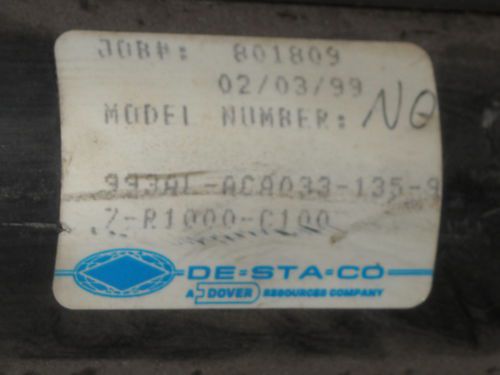 JOB#: 801809
02/03/99
MODEL NUMBER: NO
993AL-ACA033-135-9
Z-R1000-C100
DE-STA-CO
A DOVER RESOURCES COMPANY